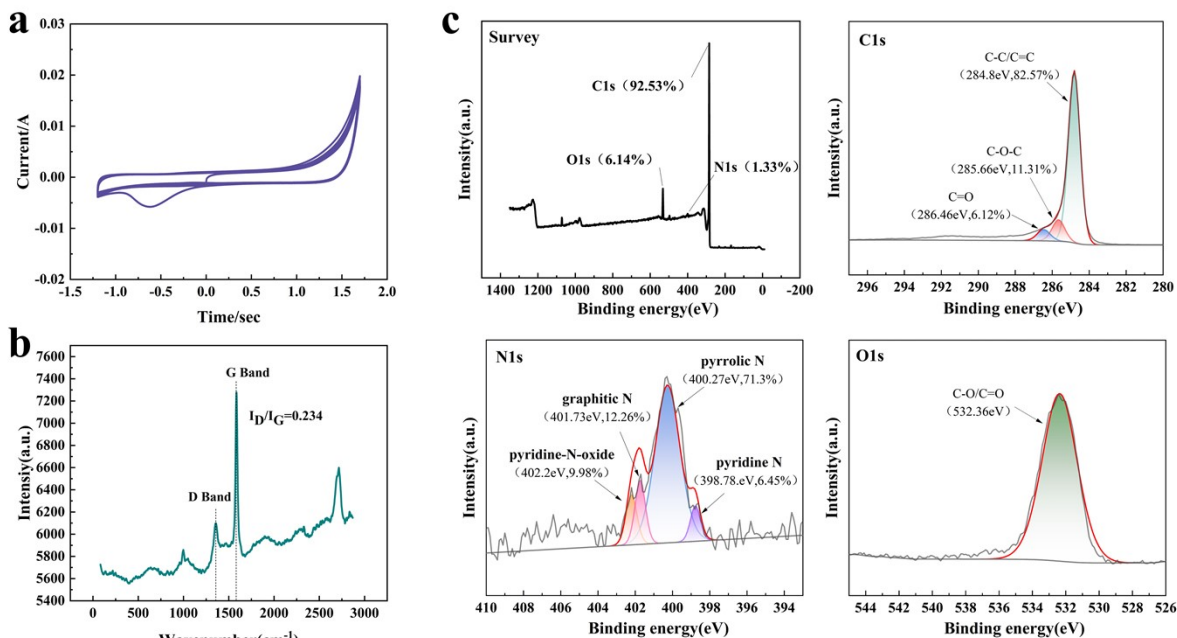 a
0.03
0.02
0.01
0.00
-0.01
0.02
-1.5
-1.0
-0.5
0.0
0.5
1.0
1.5
2.0
Current/A
Time/sec
b
7600
7400
7200
7000
6800
6600
6400
6200
6000
5800
5600
5400
0
500
1000
1500
2000
2500
3000
Intensiy(a.u.)
G Band
I_D/I_G=0.234
D Band
Wavenumber(cm⁻¹)
c
Survey
C1s（92.53%）
O1s（6.14%）
N1s（1.33%）
Intensity(a.u.)
1400 1200 1000 800 600 400 200 0 -200
Binding energy(eV)
C1s
C-C/C=C
（284.8eV,82.57%）
C-O-C
（285.66eV,11.31%）
C=O
（286.46eV,6.12%）
Intensity(a.u.)
296 294 292 290 288 286 284 282 280
Binding energy(eV)
N1s
pyrrolic N
（400.27eV,71.3%）
graphitic N
（401.73eV,12.26%）
pyridine-N-oxide
（402.2eV,9.98%）
pyridine N
（398.78eV,6.45%）
Intensity(a.u.)
410 408 406 404 402 400 398 396 394
Binding energy(eV)
O1s
C-O/C=O
（532.36eV）
Intensity(a.u.)
544 542 540 538 536 534 532 530 528 526
Binding energy(eV)